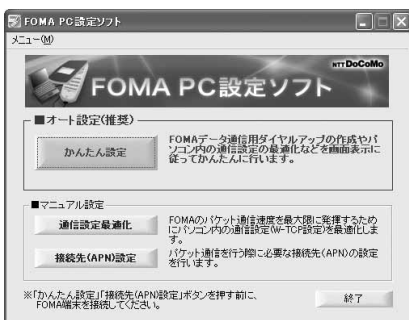 FOMA PC設定ソフト
メニュー(M)
NTT DoCoMo
FOMA PC設定ソフト
■オート設定(推奨)
かんたん設定
FOMAデータ通信用ダイヤルアップの作成やパ
ソコン内の通信設定の最適化などを画面表示に
従ってかんたんに行います。
■マニュアル設定
通信設定最適化
FOMAのパケット通信速度を最大限に発揮するため
にパソコン内の通信設定(W-TCP設定)を最適化しま
す。
接続先(APN)設定
パケット通信を行う際に必要な接続先(APN)の設定
を行います。
※「かんたん設定」「接続先(APN)設定」ボタンを押す前に、
FOMA端末を接続してください。
終了